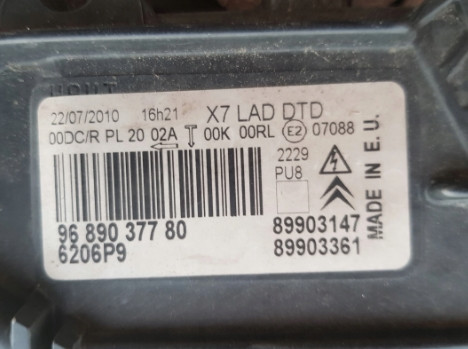 22/07/2010 16h21 X7 LAD DTD
00DC/R PL 20 02A 00K 00RL E2 07088
2229
PU8
MADE IN E.U.
96 890 377 80
89903147
6206P9
89903361